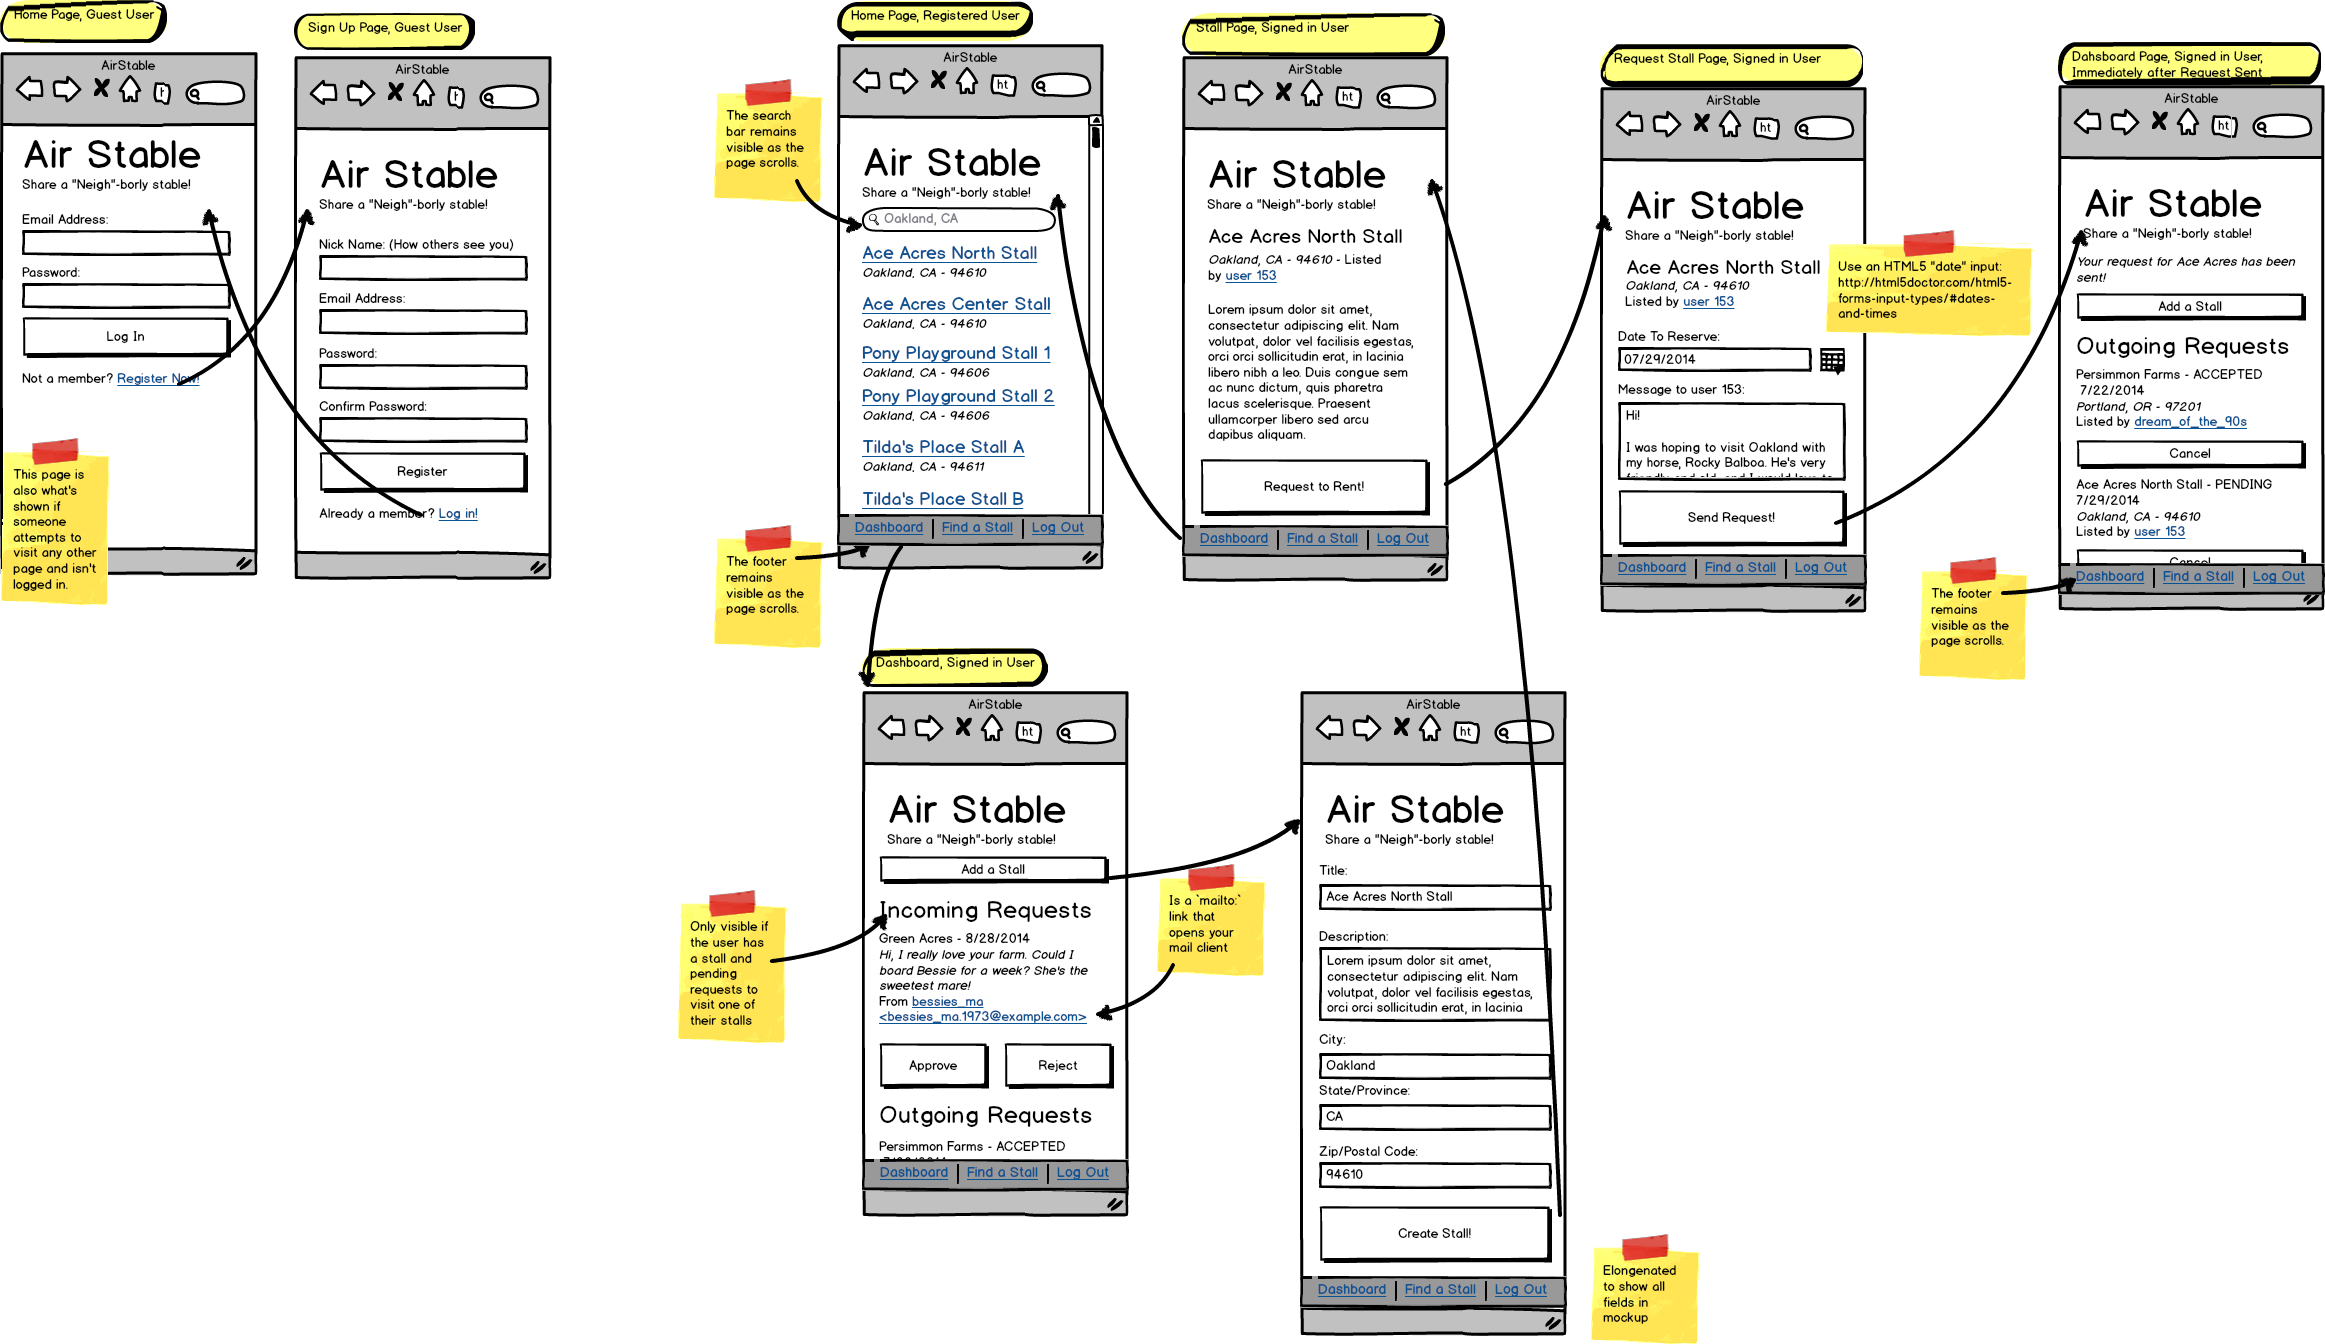 Home Page, Guest User
AirStable
Air Stable
Share a "Neigh"-borly stable!
Email Address:
Password:
Log In
Not a member? Register Now!
This page is
also what's
shown if
someone
attempts to
visit any other
page and isn't
logged in.
Sign Up Page, Guest User
AirStable
Air Stable
Share a "Neigh"-borly stable!
Nick Name: (How others see you)
Email Address:
Password:
Confirm Password:
Register
Already a member? Log in!
Home Page, Registered User
AirStable
ht
The search
bar remains
visible as the
page scrolls.
Air Stable
Share a "Neigh"-borly stable!
Oakland, CA
Ace Acres North Stall
Oakland, CA - 94610
Ace Acres Center Stall
Oakland, CA - 94610
Pony Playground Stall 1
Oakland, CA - 94606
Pony Playground Stall 2
Oakland, CA - 94606
Tilda's Place Stall A
Oakland, CA - 94611
Tilda's Place Stall B
Dashboard | Find a Stall | Log Out
The footer
remains
visible as the
page scrolls.
Stall Page, Signed in User
AirStable
ht
Air Stable
Share a "Neigh"-borly stable!
Ace Acres North Stall
Oakland, CA - 94610 - Listed
by user 153
Lorem ipsum dolor sit amet,
consectetur adipiscing elit. Nam
volutpat, dolor vel facilisis egestas,
orci orci sollicitudin erat, in lacinia
libero nibh a leo. Duis congue sem
ac nunc dictum, quis pharetra
lacus scelerisque. Praesent
ullamcorper libero sed arcu
dapibus aliquam.
Request to Rent!
Dashboard | Find a Stall | Log Out
Request Stall Page, Signed in User
AirStable
ht
Air Stable
Share a "Neigh"-borly stable!
Ace Acres North Stall
Oakland, CA - 94610
Listed by user 153
Use an HTML5 "date" input:
http://html5doctor.com/html5-
forms-input-types/#dates-
and-times
Date To Reserve:
07/29/2014
Message to user 153:
Hi!
I was hoping to visit Oakland with
my horse, Rocky Balboa. He's very
friendly and old, and I would love to
Send Request!
Dashboard | Find a Stall | Log Out
Dahsboard Page, Signed in User,
Immediately after Request Sent
AirStable
ht
Air Stable
Share a "Neigh"-borly stable!
Your request for Ace Acres has been
sent!
Add a Stall
Outgoing Requests
Persimmon Farms - ACCEPTED
7/22/2014
Portland, OR - 97201
Listed by dream_of_the_90s
Cancel
Ace Acres North Stall - PENDING
7/29/2014
Oakland, CA - 94610
Listed by user 153
Cancel
Dashboard | Find a Stall | Log Out
The footer
remains
visible as the
page scrolls.
Dashboard, Signed in User
AirStable
ht
Air Stable
Share a "Neigh"-borly stable!
Add a Stall
Incoming Requests
Green Acres - 8/28/2014
Hi, I really love your farm. Could I
board Bessie for a week? She's the
sweetest mare!
From bessies_ma
<bessies_ma.1973@example.com>
Approve
Reject
Outgoing Requests
Persimmon Farms - ACCEPTED
Dashboard | Find a Stall | Log Out
Only visible if
the user has
a stall and
pending
requests to
visit one of
their stalls
Is a `mailto:`
link that
opens your
mail client
AirStable
ht
Air Stable
Share a "Neigh"-borly stable!
Title:
Ace Acres North Stall
Description:
Lorem ipsum dolor sit amet,
consectetur adipiscing elit. Nam
volutpat, dolor vel facilisis egestas,
orci orci sollicitudin erat, in lacinia
City:
Oakland
State/Province:
CA
Zip/Postal Code:
94610
Create Stall!
Dashboard | Find a Stall | Log Out
Elongenated
to show all
fields in
mockup